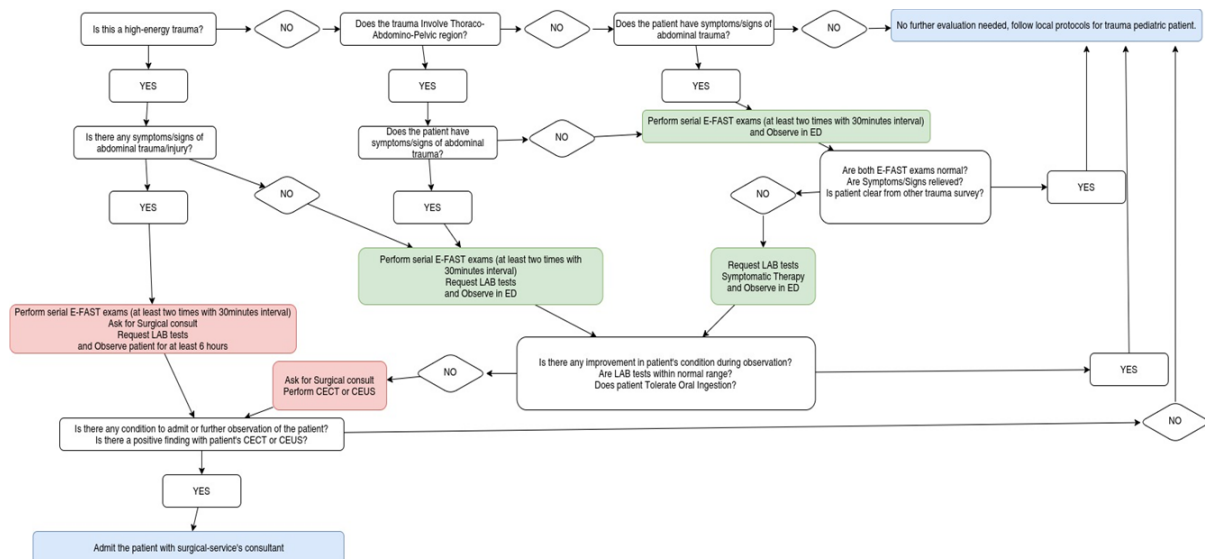 Is this a high-energy trauma?
NO
Does the trauma Involve Thoraco-
Abdomino-Pelvic region?
NO
Does the patient have symptoms/signs of
abdominal trauma?
NO
No further evaluation needed, follow local protocols for trauma pediatric patient.
YES
YES
YES
Is there any symptoms/signs of
abdominal trauma/injury?
Does the patient have
symptoms/signs of abdominal
trauma?
NO
Perform serial E-FAST exams (at least two times with 30minutes interval)
and Observe in ED
Are both E-FAST exams normal?
Are Symptoms/Signs relieved?
Is patient clear from other trauma survey?
YES
NO
YES
NO
YES
Perform serial E-FAST exams (at least two times with
30minutes interval)
Request LAB tests
and Observe in ED
Request LAB tests
Symptomatic Therapy
and Observe in ED
Perform serial E-FAST exams (at least two times with 30minutes interval)
Ask for Surgical consult
Request LAB tests
and Observe patient for at least 6 hours
Is there any improvement in patient's condition during observation?
Are LAB tests within normal range?
Does patient Tolerate Oral Ingestion?
YES
NO
Ask for Surgical consult
Perform CECT or CEUS
Is there any condition to admit or further observation of the patient?
Is there a positive finding with patient's CECT or CEUS?
NO
YES
Admit the patient with surgical-service's consultant